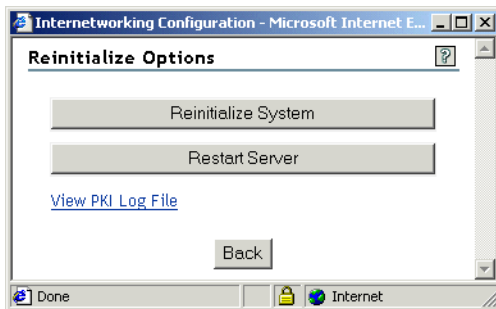 Internetworking Configuration - Microsoft Internet E...
Reinitialize Options
?
Reinitialize System
Restart Server
View PKI Log File
Back
Done
Internet